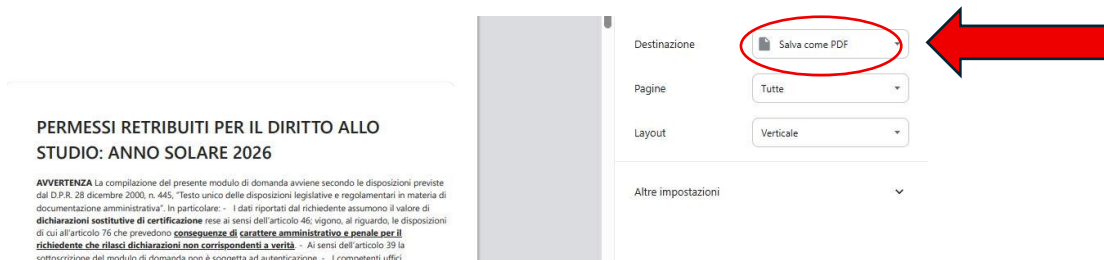 Destinazione
Salva come PDF
Pagine
Tutte
Layout
Verticale
Altre impostazioni
PERMESSI RETRIBUITI PER IL DIRITTO ALLO
STUDIO: ANNO SOLARE 2026
AVVERTENZA La compilazione del presente modulo di domanda avviene secondo le disposizioni previste
dal D.P.R. 28 dicembre 2000, n. 445, "Testo unico delle disposizioni legislative e regolamentari in materia di
documentazione amministrativa". In particolare: - I dati riportati dal richiedente assumono il valore di
dichiarazioni sostitutive di certificazione rese ai sensi dell'articolo 46; vigono, al riguardo, le disposizioni
di cui all'articolo 76 che prevedono conseguenze di carattere amministrativo e penale per il
richiedente che rilasci dichiarazioni non corrispondenti a verità. - Ai sensi dell'articolo 39 la
sottoscrizione del modulo di domanda non è soggetta ad autenticazione. - I competenti uffici